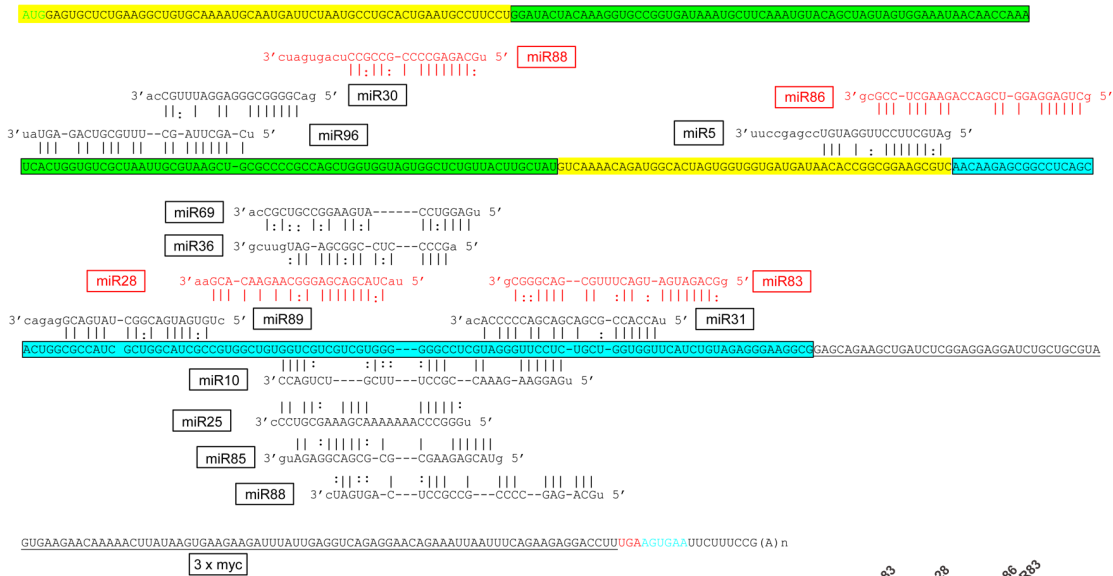 AUGGAGUGCUCUGAAGGCUGUGCAAAAUGCAAUGAUUCUAAUGCCUGCACUGAAUGCCUUCCUGGAUACUACAAAGGUGCCGGUGAUAAAUGCUUCAAAUGUACAGCUAGUAGUGGAAAUAACAACCAAA
3'cuagugacuCCGCCG-CCCCGAGACGu 5' miR88
3'acCGUUUAGGAGGGCGGGGCag 5' miR30
miR86 3'gcGCC-UCGAAGACCAGCU-GGAGGAGUCg 5'
3'uaUGA-GACUGCGUUU--CG-AUUCGA-Cu 5' miR96
miR5 3'uuccgagccUGUAGGUUCCUUCGUAg 5'
UCACUGGUGUCGCUAAUUGCGUAAGCU-GCGCCCCGCCAGCUGGUGGUAGUGGCUCUGUUACUUGCUAUGUCAAAACAGAUGGCACUAGUGGUGGUGAUGAUAACACCGGCGGAAGCGUCAACAAGAGCGGCCUCAGC
miR69 3'acCGCUGCCGGAAGUA------CCUGGAGu 5'
miR36 3'gcuugUAG-AGCGGC-CUC---CCCGa 5'
miR28 3'aaGCA-CAAGAACGGGAGCAGCAUCau 5'
3'gCGGGCAG--CGUUUCAGU-AGUAGACGg 5' miR83
3'cagagGCAGUAU-CGGCAGUAGUGUc 5' miR89
3'acACCCCCAGCAGCAGCG-CCACCAu 5' miR31
ACUGGCGCCAUC GCUGGCAUCGCCGUGGCUGUGGUCGUCGUCGUGGG---GGGCCUCGUAGGGUUCCUC-UGCU-GGUGGUUCAUCUGUAGAGGGAAGGCGGAGCAGAAGCUGAUCUCGGAGGAGGAUCUGCUGCGUA
miR10 3'CCAGUCU----GCUU---UCCGC--CAAAG-AAGGAGu 5'
miR25 3'cCCUGCGAAAGCAAAAAAACCCGGGu 5'
miR85 3'guAGAGGCAGCG-CG---CGAAGAGCAUg 5'
miR88 3'cUAGUGA-C---UCCGCCG---CCCC-GAG-ACGu 5'
GUGAAGAACAAAAACUUAUAAGUGAAGAAGAUUUAUUGAGGUCAGAGGAACAGAAAUUAAUUUCAGAAGAGGACCUUUGAAGUGAAUUCUUUCCG(A)n
3 x myc